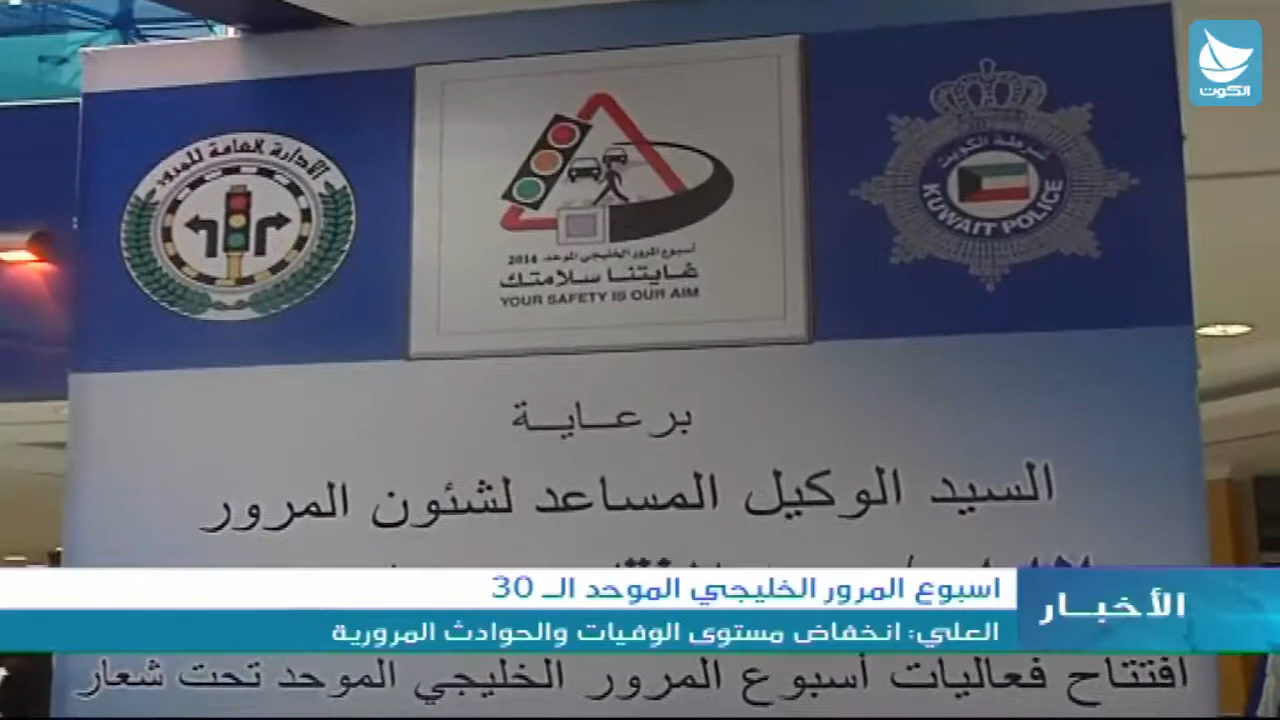 الكوت
الإدارة العامة للمرور
أسبوع المرور الخليجي الموحد 2014
غايتنا سلامتك
YOUR SAFETY IS OUR AIM
شرطة الكويت
KUWAIT POLICE
برعـايـة
السيد الوكيل المساعد لشئون المرور
الأخبـار
اسبوع المرور الخليجي الموحد الـ 30
العلي: انخفاض مستوى الوفيات والحوادث المرورية
افتتاح فعاليات أسبوع المرور الخليجي الموحد تحت شعار